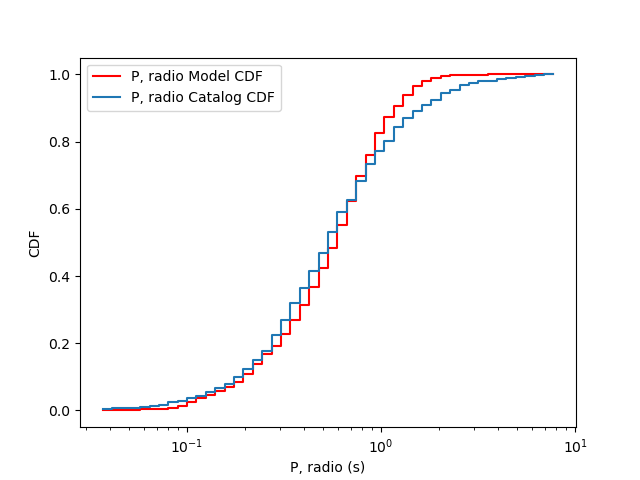 P, radio Model CDF
P, radio Catalog CDF
1.0
0.8
0.6
0.4
0.2
0.0
CDF
10⁻¹
10⁰
10¹
P, radio (s)